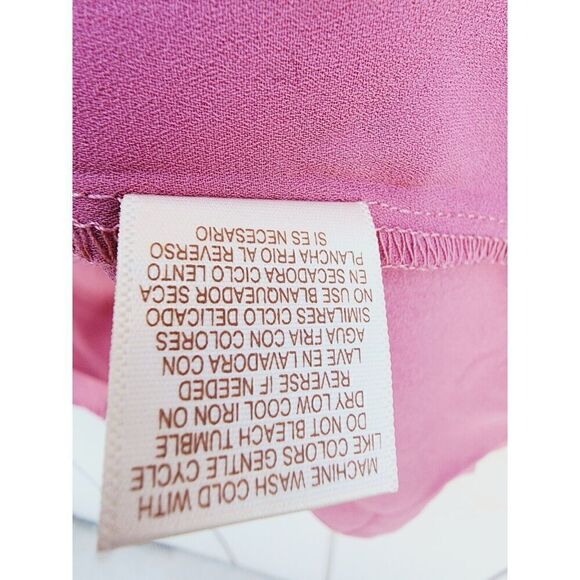 MACHINE WASH COLD WITH
LIKE COLORS GENTLE CYCLE
DO NOT BLEACH TUMBLE
DRY LOW COOL IRON ON
REVERSE IF NEEDED
LAVE EN LAVADORA CON
AGUA FRIA CON COLORES
SIMILARES CICLO DELICADO
NO USE BLANQUEADOR SECA
EN SECADORA CICLO LENTO
PLANCHA FRIO AL REVERSO
SI ES NECESARIO